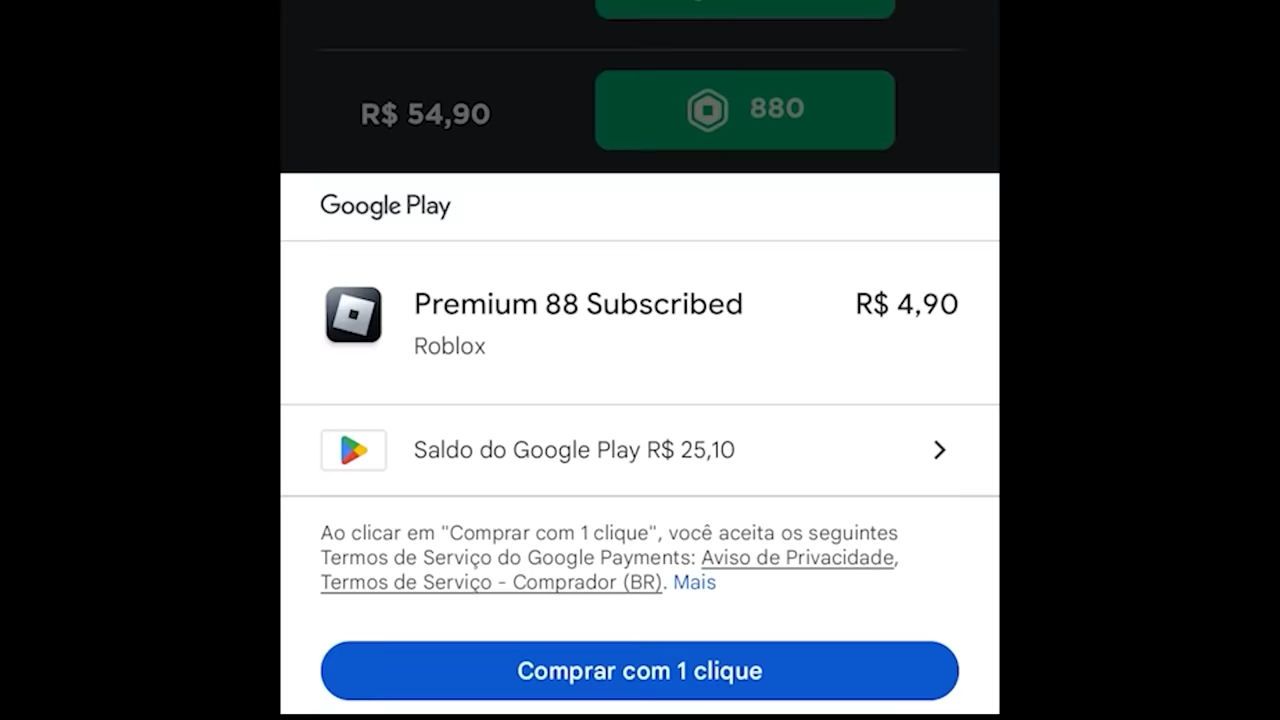 R$ 54,90
880
Google Play
Premium 88 Subscribed
R$ 4,90
Roblox
Saldo do Google Play R$ 25,10
Ao clicar em "Comprar com 1 clique", você aceita os seguintes
Termos de Serviço do Google Payments: Aviso de Privacidade,
Termos de Serviço - Comprador (BR). Mais
Comprar com 1 clique